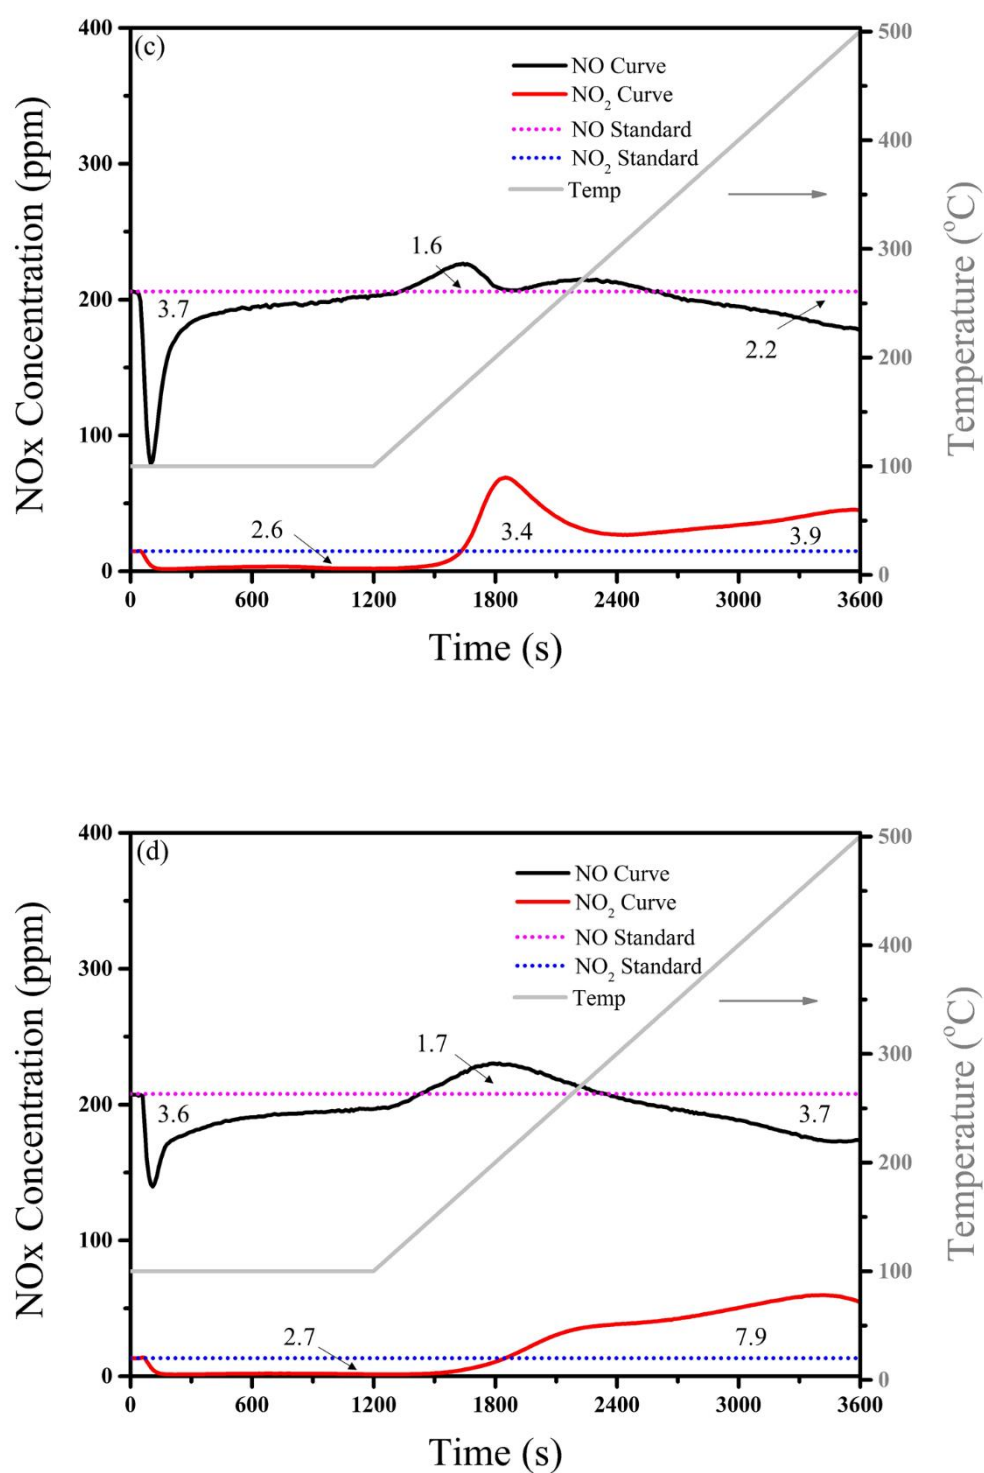 (c)
NO Curve
NO₂ Curve
NO Standard
NO₂ Standard
Temp
400
300
200
100
0
500
400
300
200
100
0
3.7
1.6
2.2
2.6
3.4
3.9
0 600 1200 1800 2400 3000 3600
NOx Concentration (ppm)
Temperature (°C)
Time (s)
(d)
NO Curve
NO₂ Curve
NO Standard
NO₂ Standard
Temp
400
300
200
100
0
500
400
300
200
100
0
3.6
1.7
3.7
2.7
7.9
0 600 1200 1800 2400 3000 3600
NOx Concentration (ppm)
Temperature (°C)
Time (s)